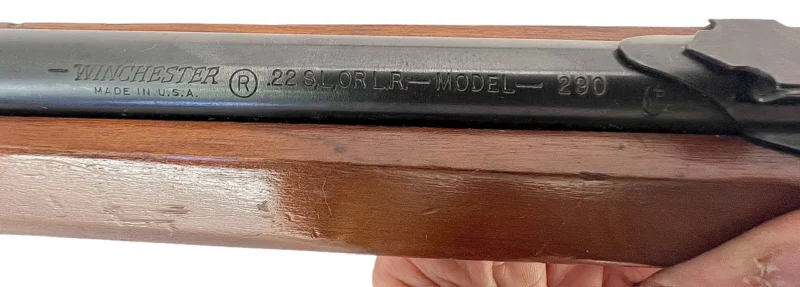 -WINCHESTER ® .22 S.L.OR L.R.—MODEL— 290
MADE IN U.S.A.